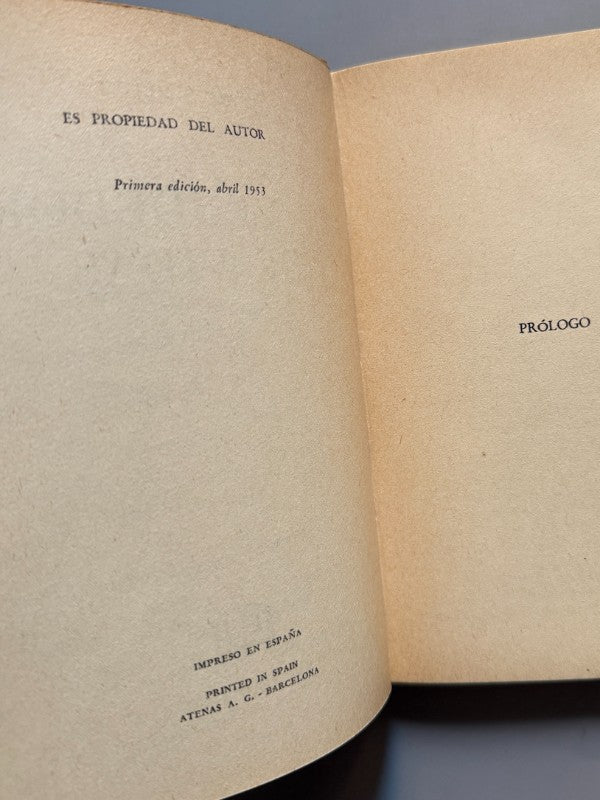 ES PROPIEDAD DEL AUTOR
Primera edición, abril 1953
IMPRESO EN ESPAÑA
PRINTED IN SPAIN
ATENAS A. G. - BARCELONA
PRÓLOGO